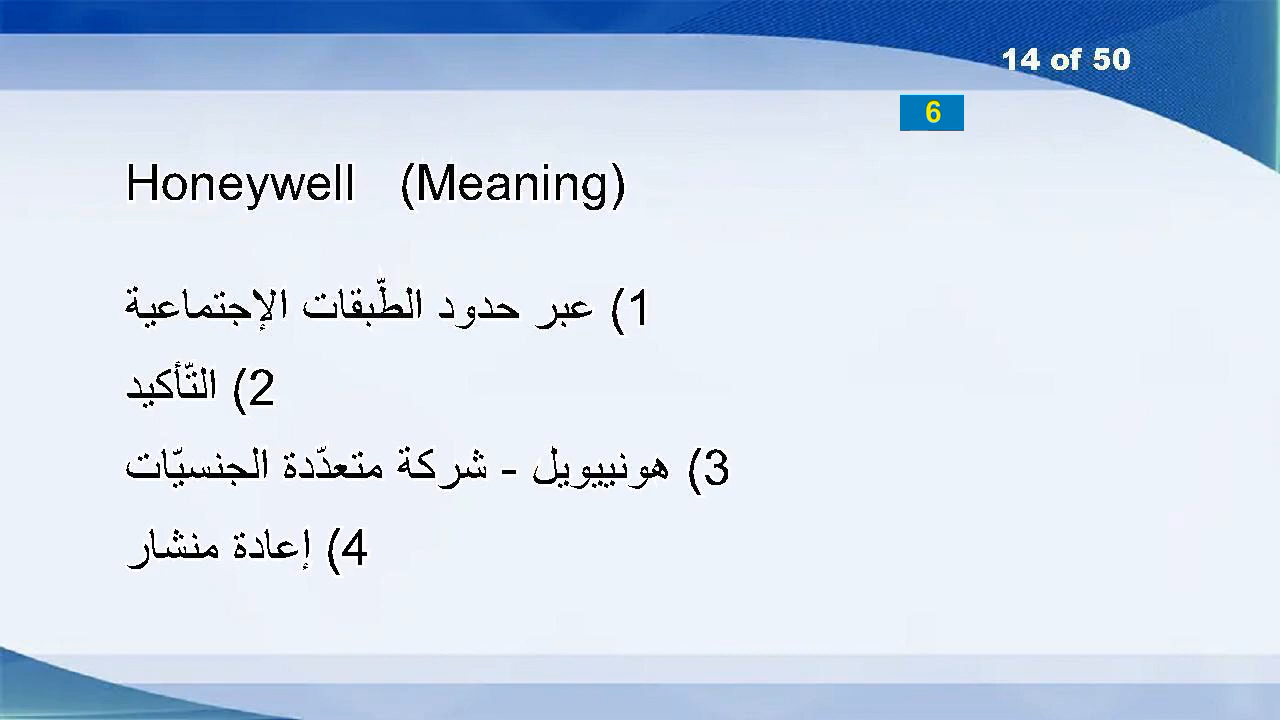 14 of 50
6
Honeywell (Meaning)
1) عبر حدود الطّبقات الإجتماعية
2) التّأكيد
3) هونييويل - شركة متعدّدة الجنسيّات
4) إعادة منشار